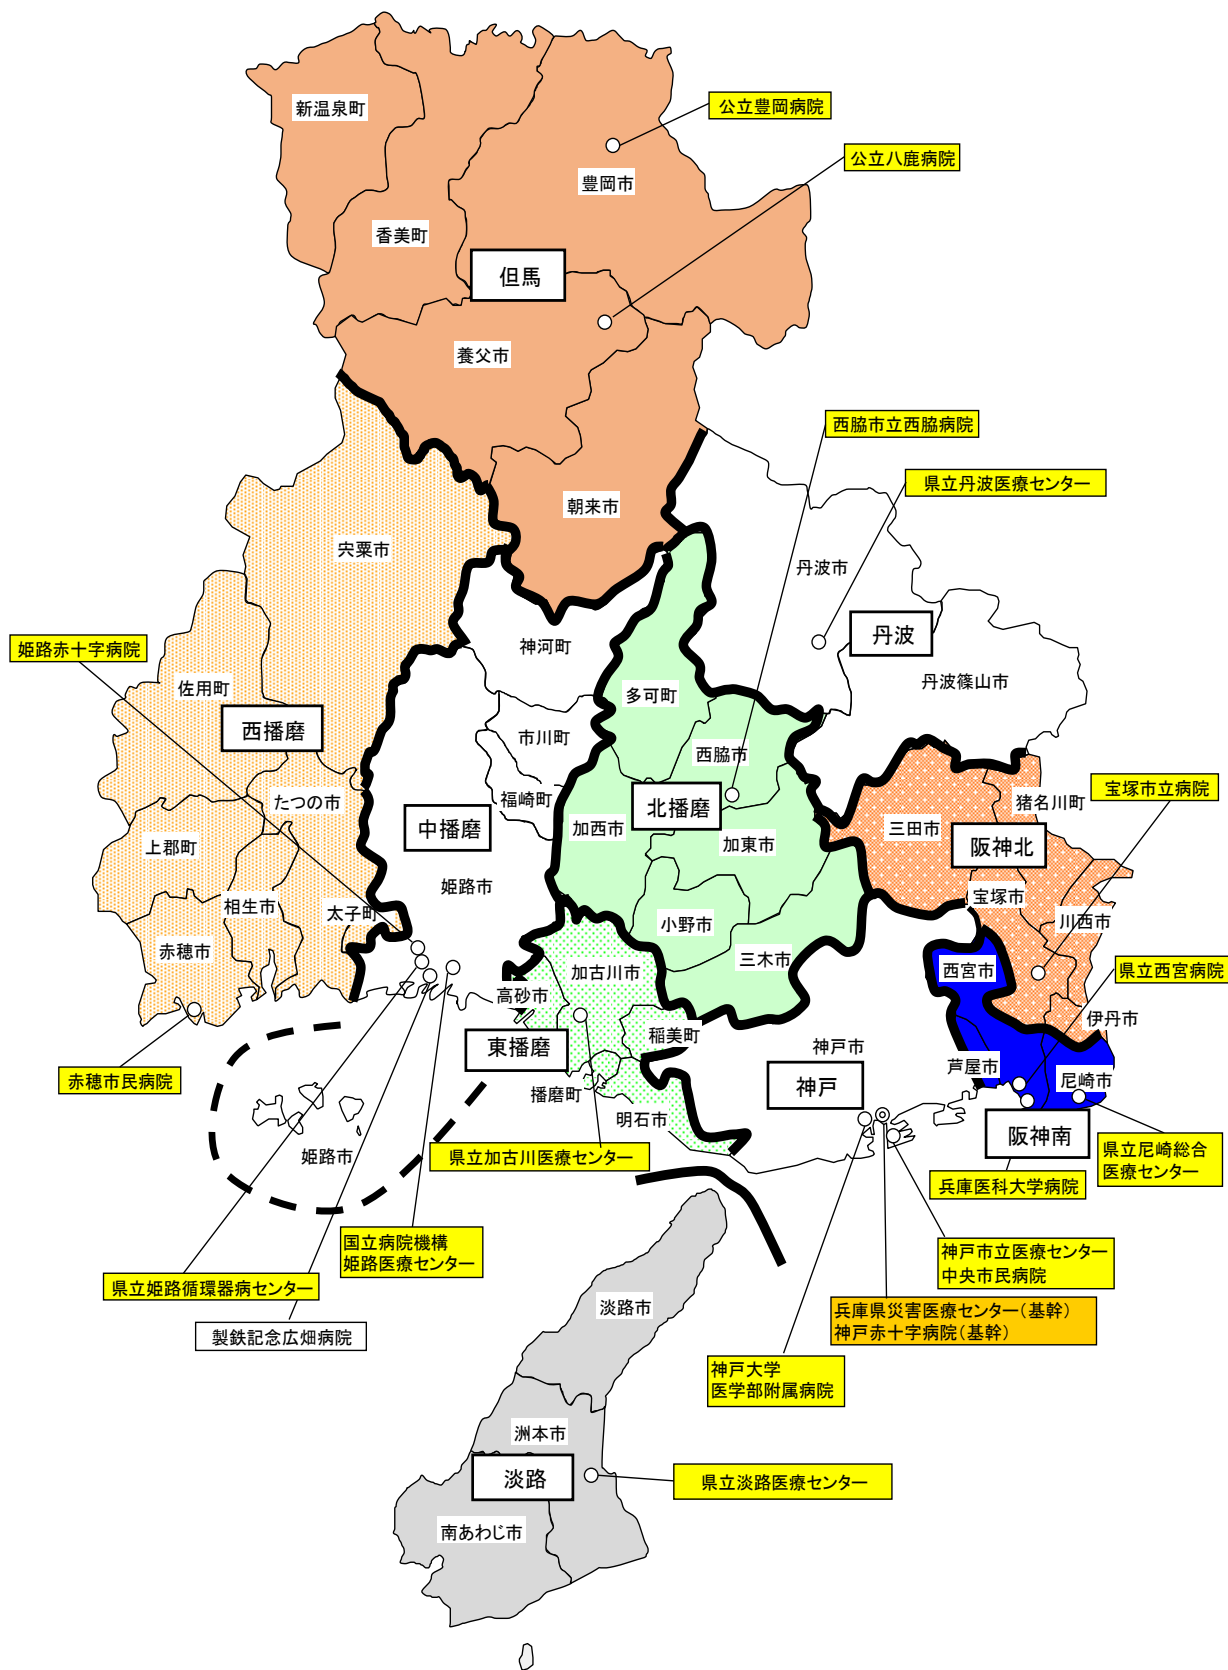 新温泉町
公立豊岡病院
公立八鹿病院
豊岡市
香美町
但馬
養父市
西脇市立西脇病院
県立丹波医療センター
朝来市
宍粟市
丹波市
丹波
姫路赤十字病院
神河町
丹波篠山市
佐用町
多可町
西播磨
市川町
西脇市
宝塚市立病院
たつの市
福崎町
猪名川町
北播磨
中播磨
加西市
三田市
加東市
阪神北
上郡町
姫路市
宝塚市
相生市
太子町
小野市
川西市
赤穂市
三木市
西宮市
県立西宮病院
加古川市
高砂市
伊丹市
稲美町
東播磨
神戸市
芦屋市
赤穂市民病院
神戸
尼崎市
播磨町
明石市
阪神南
姫路市
県立加古川医療センター
県立尼崎総合
医療センター
兵庫医科大学病院
国立病院機構
姫路医療センター
神戸市立医療センター
中央市民病院
県立姫路循環器病センター
製鉄記念広畑病院
淡路市
兵庫県災害医療センター(基幹)
神戸赤十字病院(基幹)
神戸大学
医学部附属病院
洲本市
淡路
県立淡路医療センター
南あわじ市